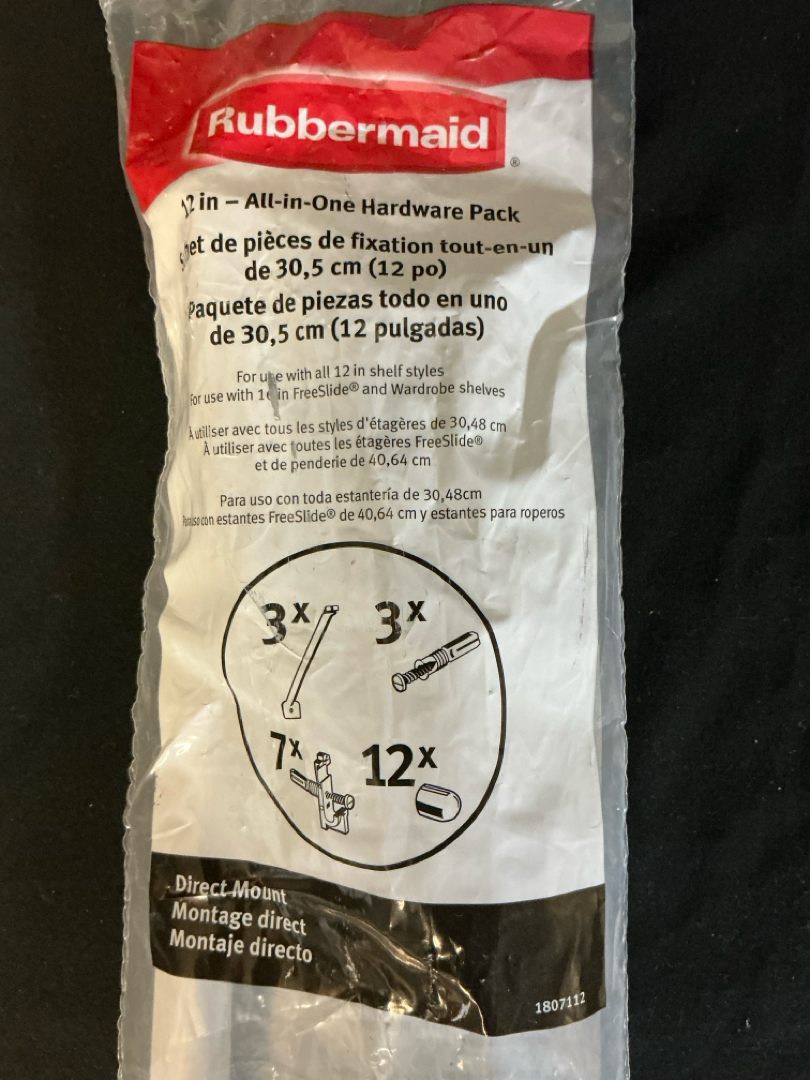 Rubbermaid
®
12 in – All-in-One Hardware Pack
de pièces de fixation tout-en-un
de 30,5 cm (12 po)
Paquete de piezas todo en uno
de 30,5 cm (12 pulgadas)
For use with all 12 in shelf styles
For use with 16 in FreeSlide® and Wardrobe shelves
À utiliser avec tous les styles d'étagères de 30,48 cm
À utiliser avec toutes les étagères FreeSlide®
et de penderie de 40,64 cm
Para uso con toda estantería de 30,48cm
Para uso con estantes FreeSlide® de 40,64 cm y estantes para roperos
3x 3x
7x 12x
Direct Mount
Montage direct
Montaje directo
1807112